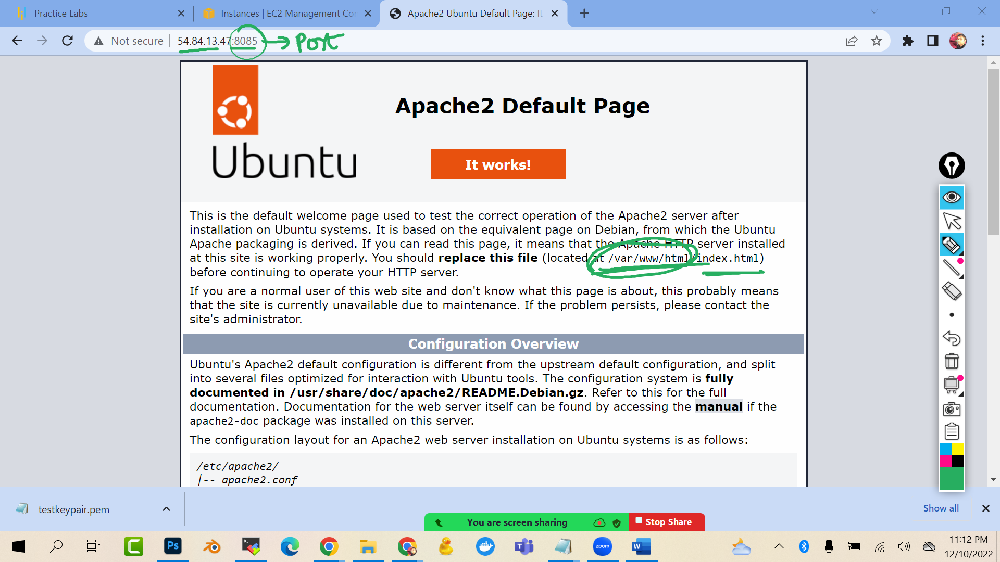 Practice Labs
Instances | EC2 Management Con
Apache2 Ubuntu Default Page: It
Not secure
54.84.13.47:8085
Port
Apache2 Default Page
Ubuntu
It works!
This is the default welcome page used to test the correct operation of the Apache2 server after
installation on Ubuntu systems. It is based on the equivalent page on Debian, from which the Ubuntu
Apache packaging is derived. If you can read this page, it means that the Apache HTTP server installed
at this site is working properly. You should replace this file (located at /var/www/html/index.html)
before continuing to operate your HTTP server.
If you are a normal user of this web site and don't know what this page is about, this probably means
that the site is currently unavailable due to maintenance. If the problem persists, please contact the
site's administrator.
Configuration Overview
Ubuntu's Apache2 default configuration is different from the upstream default configuration, and split
into several files optimized for interaction with Ubuntu tools. The configuration system is fully
documented in /usr/share/doc/apache2/README.Debian.gz. Refer to this for the full
documentation. Documentation for the web server itself can be found by accessing the manual if the
apache2-doc package was installed on this server.
The configuration layout for an Apache2 web server installation on Ubuntu systems is as follows:
/etc/apache2/
|-- apache2.conf
testkeypair.pem
Show all
You are screen sharing
Stop Share
Ps
zoom
W
11:12 PM
12/10/2022